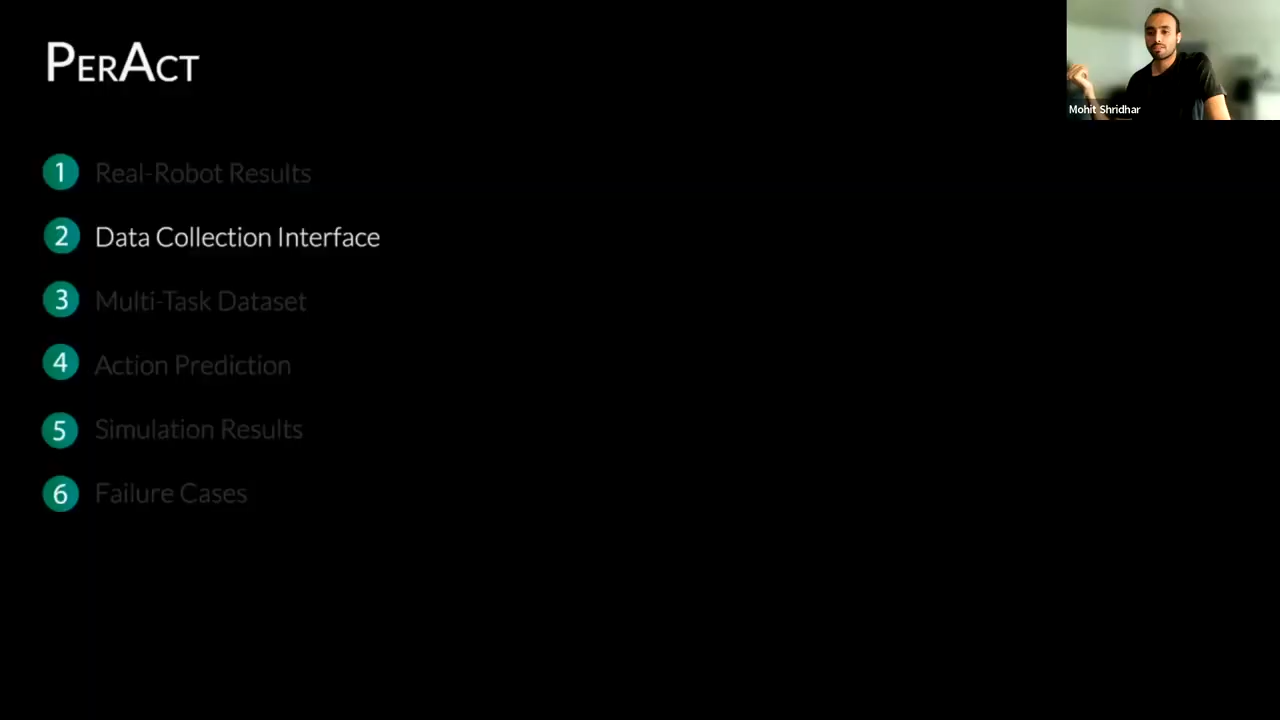 PERACT
Mohit Shridhar
1 Real-Robot Results
2 Data Collection Interface
3 Multi-Task Dataset
4 Action Prediction
5 Simulation Results
6 Failure Cases